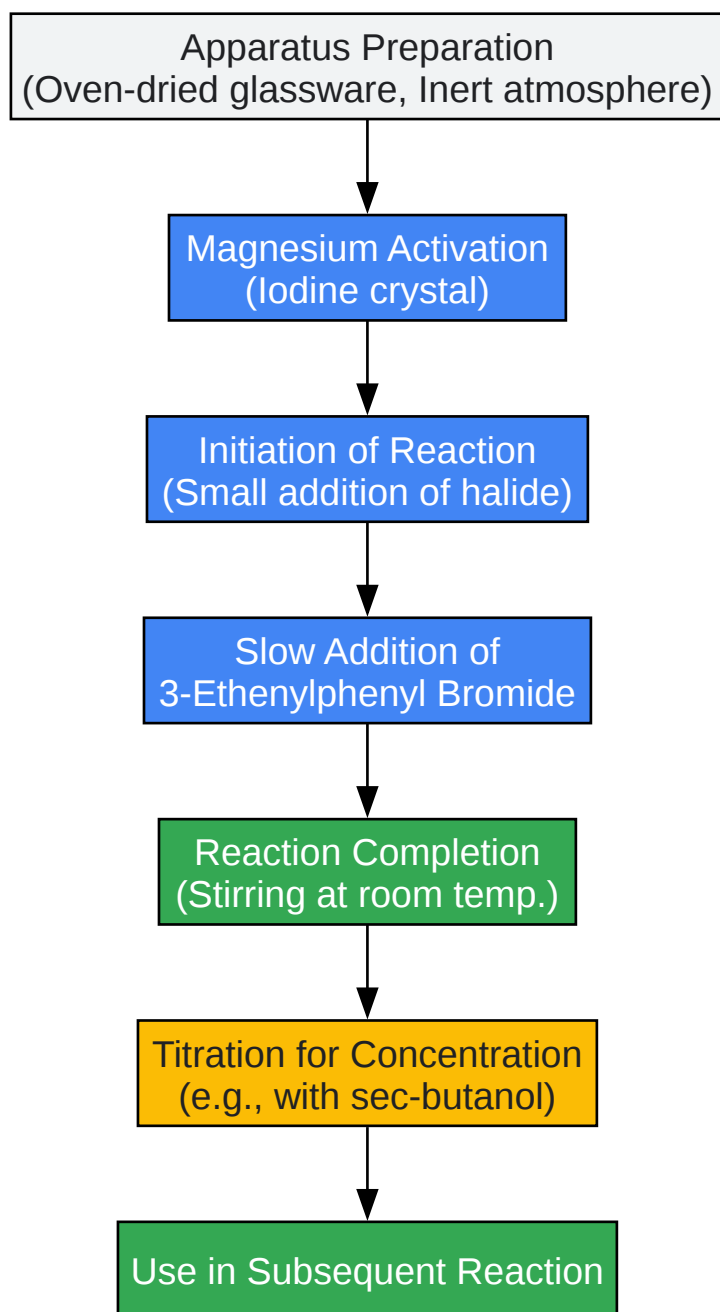 Apparatus Preparation
(Oven-dried glassware, Inert atmosphere)
Magnesium Activation
(Iodine crystal)
Initiation of Reaction
(Small addition of halide)
Slow Addition of
3-Ethenylphenyl Bromide
Reaction Completion
(Stirring at room temp.)
Titration for Concentration
(e.g., with sec-butanol)
Use in Subsequent Reaction